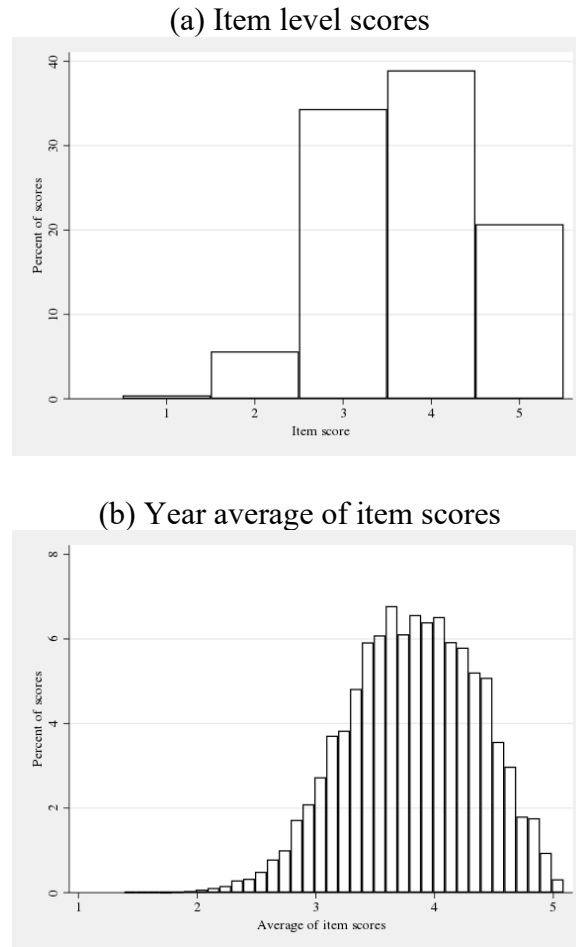 (a) Item level scores
40
30
20
10
0
Percent of scores
1 2 3 4 5
Item score
(b) Year average of item scores
8
6
4
2
0
Percent of scores
1 2 3 4 5
Average of item scores